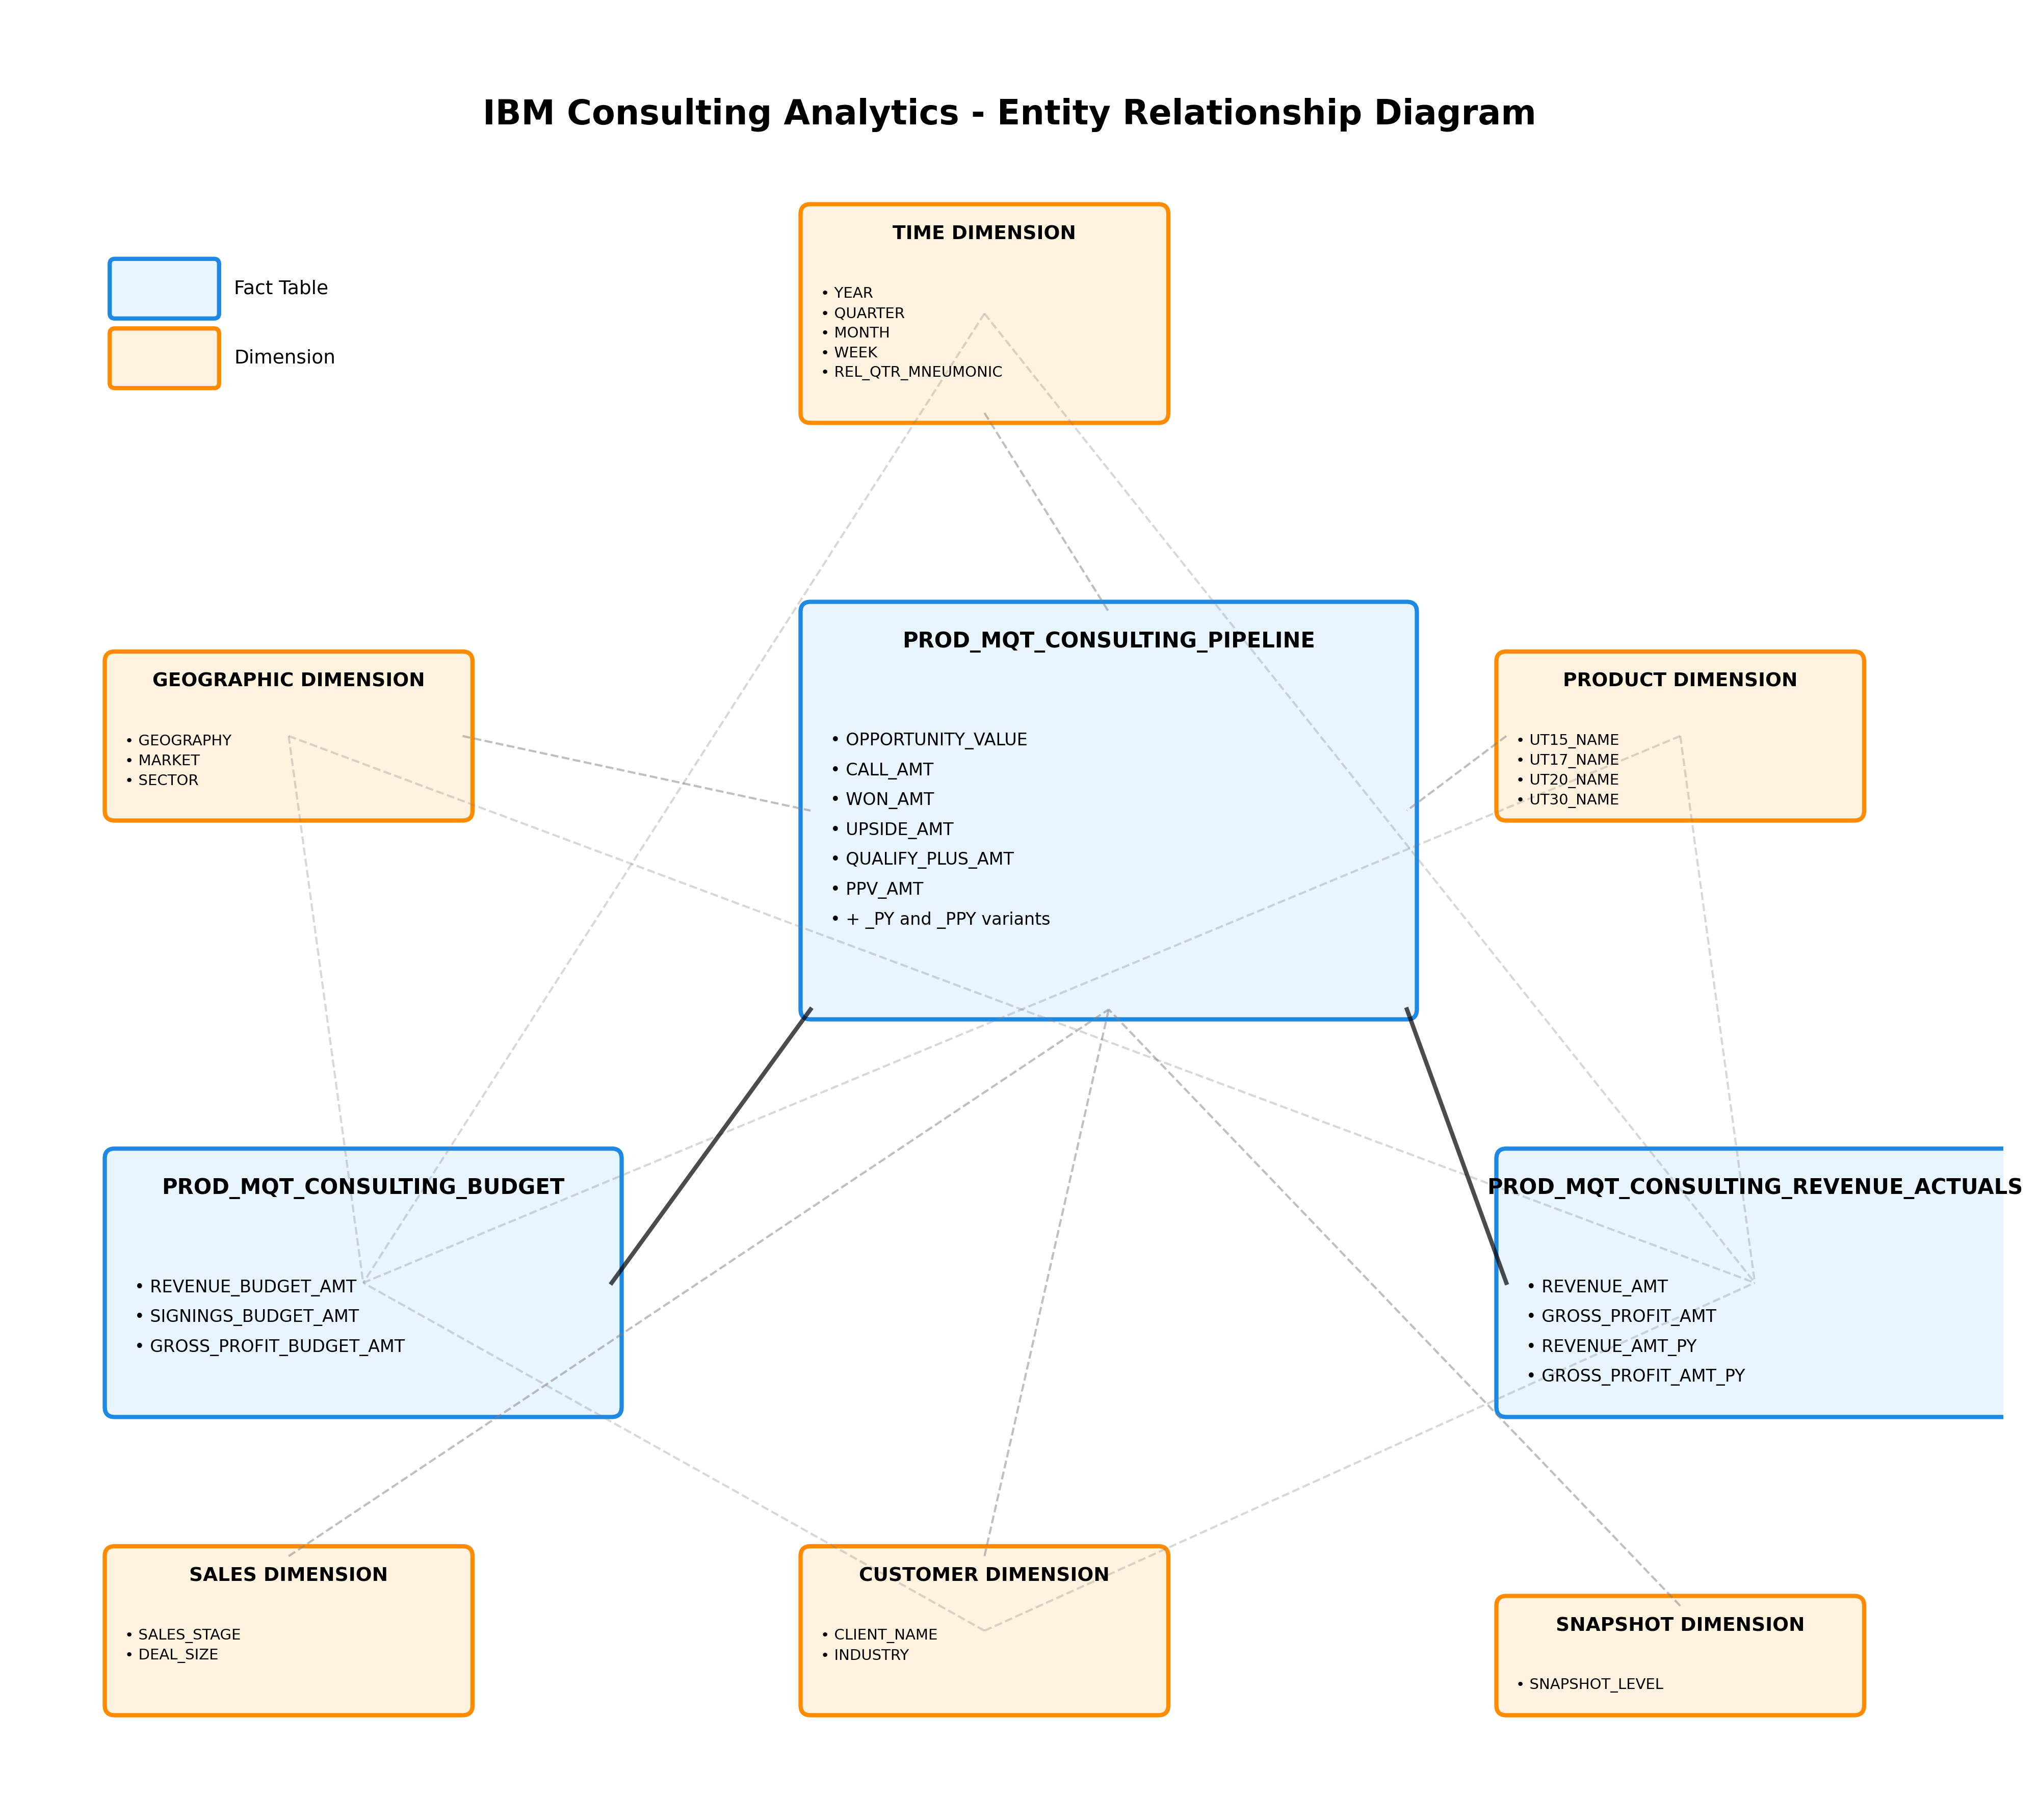 IBM Consulting Analytics - Entity Relationship Diagram
Fact Table
Dimension
TIME DIMENSION
• YEAR
• QUARTER
• MONTH
• WEEK
• REL_QTR_MNEUMONIC
GEOGRAPHIC DIMENSION
• GEOGRAPHY
• MARKET
• SECTOR
PROD_MQT_CONSULTING_PIPELINE
• OPPORTUNITY_VALUE
• CALL_AMT
• WON_AMT
• UPSIDE_AMT
• QUALIFY_PLUS_AMT
• PPV_AMT
• + _PY and _PPY variants
PRODUCT DIMENSION
• UT15_NAME
• UT17_NAME
• UT20_NAME
• UT30_NAME
PROD_MQT_CONSULTING_BUDGET
• REVENUE_BUDGET_AMT
• SIGNINGS_BUDGET_AMT
• GROSS_PROFIT_BUDGET_AMT
PROD_MQT_CONSULTING_REVENUE_ACTUALS
• REVENUE_AMT
• GROSS_PROFIT_AMT
• REVENUE_AMT_PY
• GROSS_PROFIT_AMT_PY
SALES DIMENSION
• SALES_STAGE
• DEAL_SIZE
CUSTOMER DIMENSION
• CLIENT_NAME
• INDUSTRY
SNAPSHOT DIMENSION
• SNAPSHOT_LEVEL